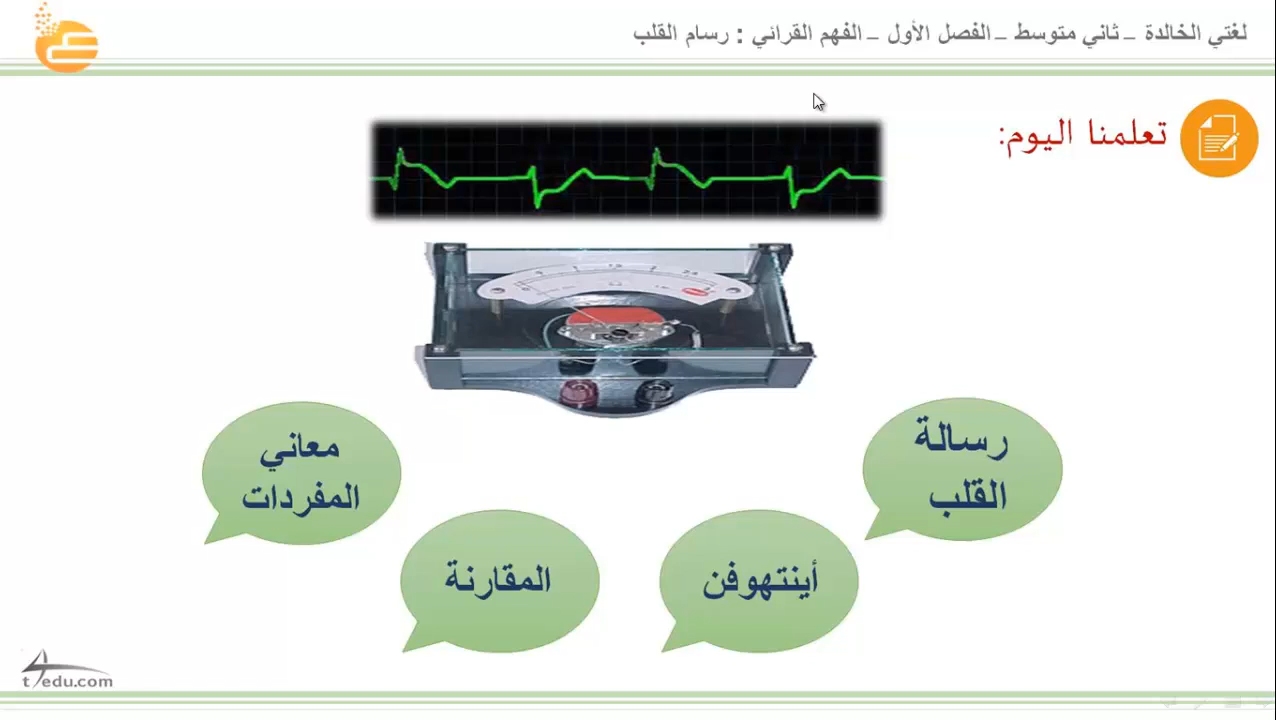 لغتي الخالدة – ثاني متوسط – الفصل الأول – الفهم القرائي : رسام القلب
تعلمنا اليوم:
رسالة
القلب
أينتهوفن
المقارنة
معاني
المفردات
t4edu.com